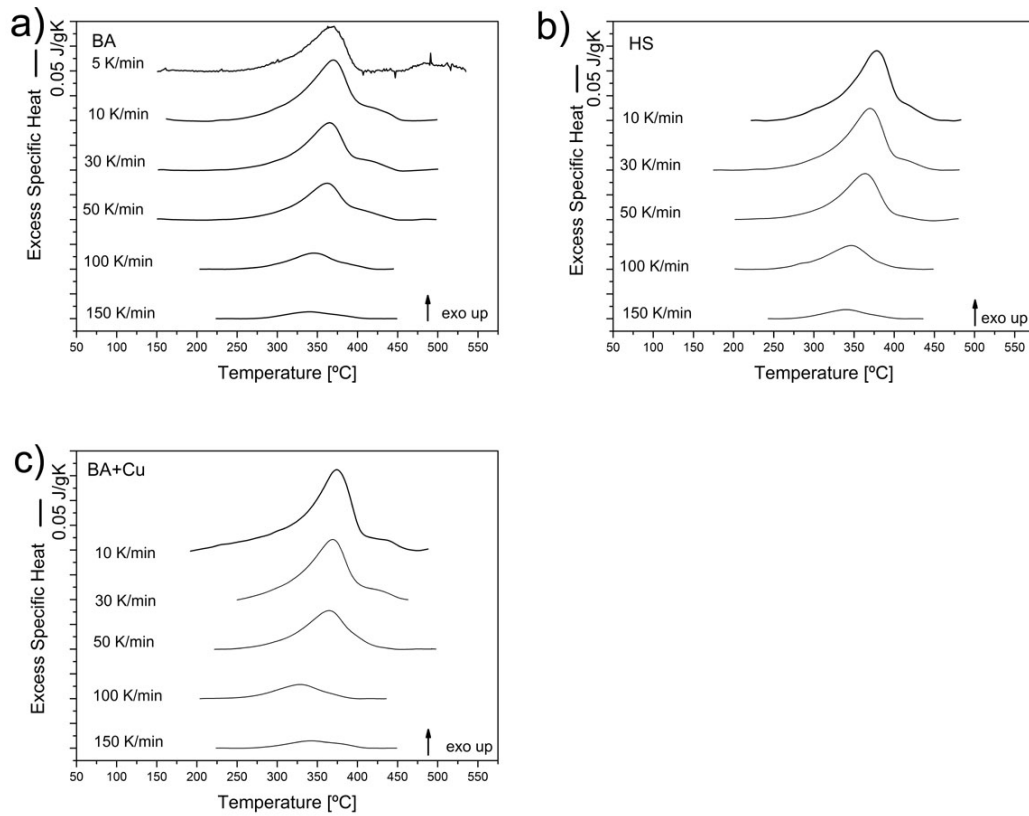 a)
BA
5 K/min
10 K/min
30 K/min
50 K/min
100 K/min
150 K/min
exo up
Excess Specific Heat
0.05 J/gK
50 100 150 200 250 300 350 400 450 500 550
Temperature [ºC]
b)
HS
10 K/min
30 K/min
50 K/min
100 K/min
150 K/min
exo up
Excess Specific Heat
0.05 J/gK
50 100 150 200 250 300 350 400 450 500 550
Temperature [ºC]
c)
BA+Cu
10 K/min
30 K/min
50 K/min
100 K/min
150 K/min
exo up
Excess Specific Heat
0.05 J/gK
50 100 150 200 250 300 350 400 450 500 550
Temperature [ºC]